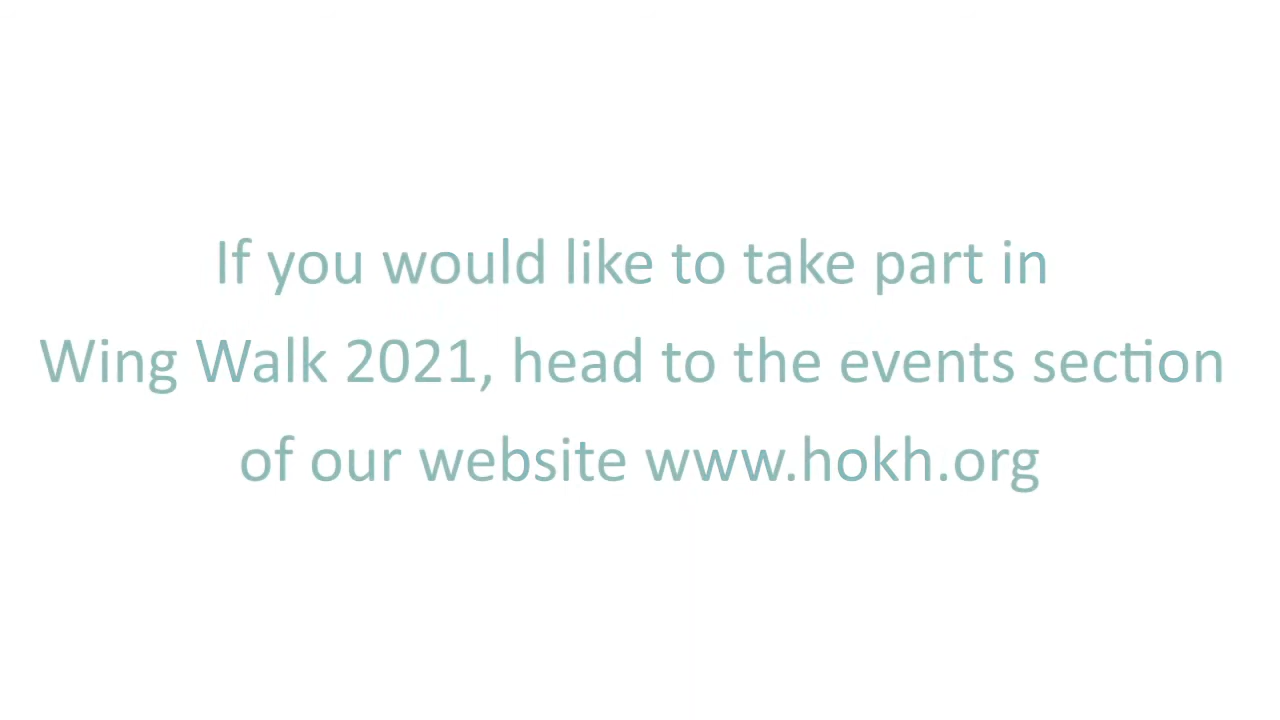 If you would like to take part in
Wing Walk 2021, head to the events section
of our website www.hokh.org